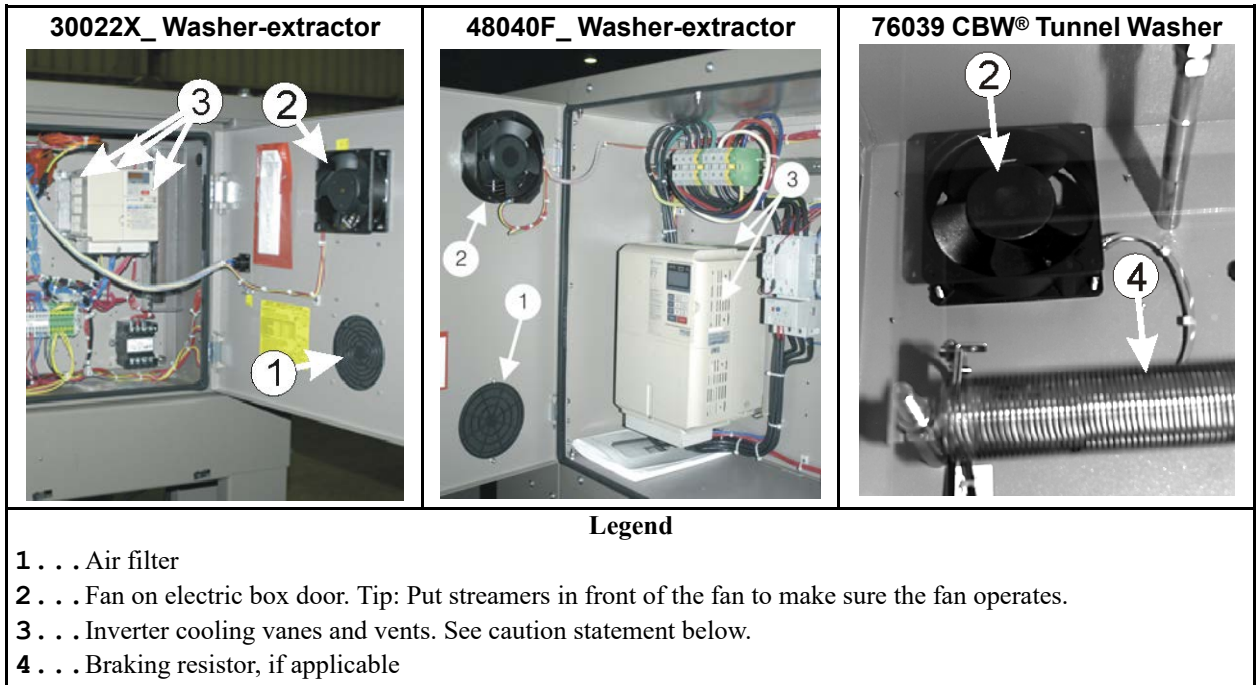 30022X_ Washer-extractor
48040F_ Washer-extractor
76039 CBW® Tunnel Washer
3
2
1
2
1
3
2
4
Legend
1...Air filter
2...Fan on electric box door. Tip: Put streamers in front of the fan to make sure the fan operates.
3...Inverter cooling vanes and vents. See caution statement below.
4...Braking resistor, if applicable